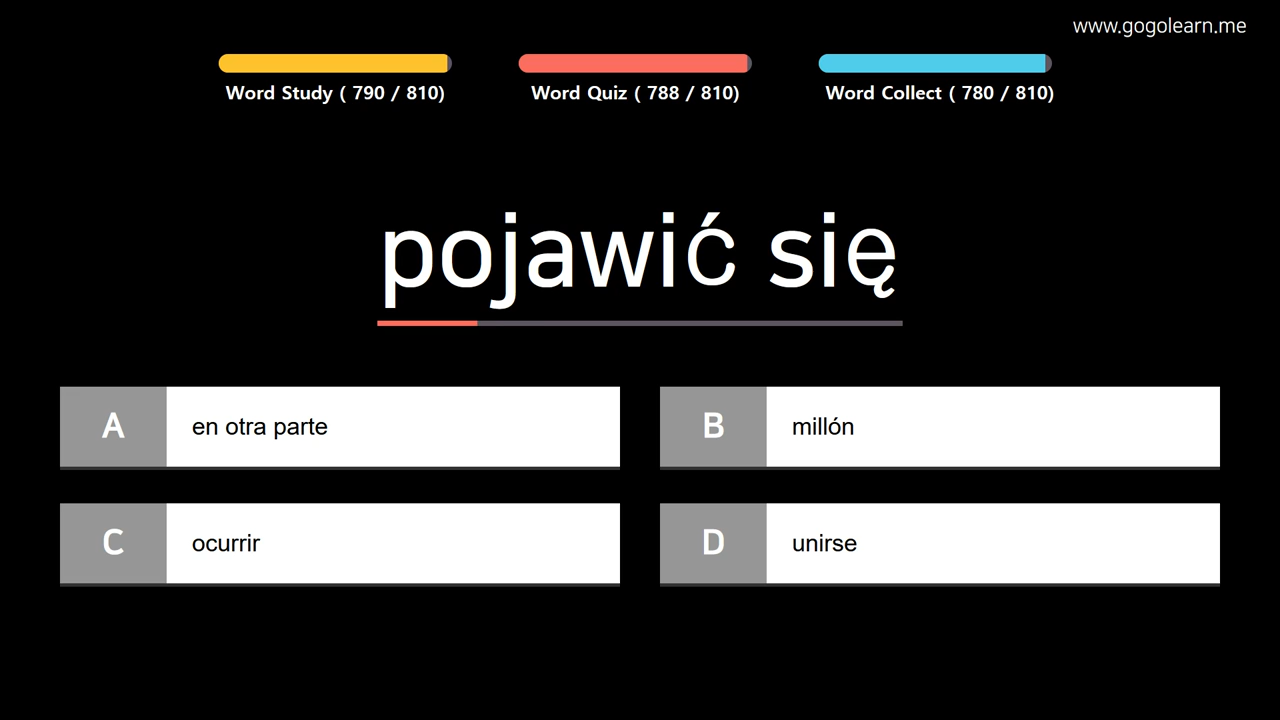 www.gogolearn.me
Word Study ( 790 / 810)
Word Quiz ( 788 / 810)
Word Collect ( 780 / 810)
pojawić się
A en otra parte
B millón
C ocurrir
D unirse